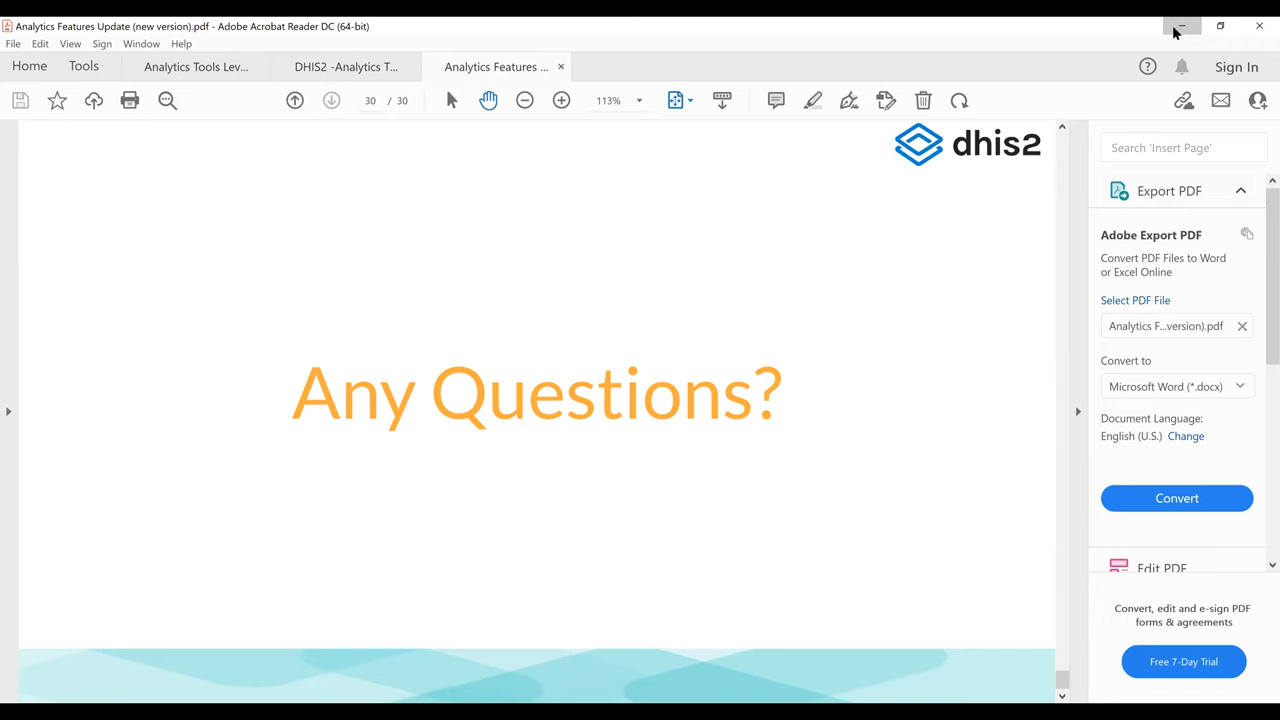 Analytics Features Update (new version).pdf - Adobe Acrobat Reader DC (64-bit)
File Edit View Sign Window Help
Home Tools Analytics Tools Lev... DHIS2 -Analytics T... Analytics Features ... Sign In
30 / 30 113%
dhis2
Any Questions?
Search 'Insert Page'
Export PDF
Adobe Export PDF
Convert PDF Files to Word
or Excel Online
Select PDF File
Analytics F...version).pdf
Convert to
Microsoft Word (*.docx)
Document Language:
English (U.S.) Change
Convert
Edit PDF
Convert, edit and e-sign PDF
forms & agreements
Free 7-Day Trial